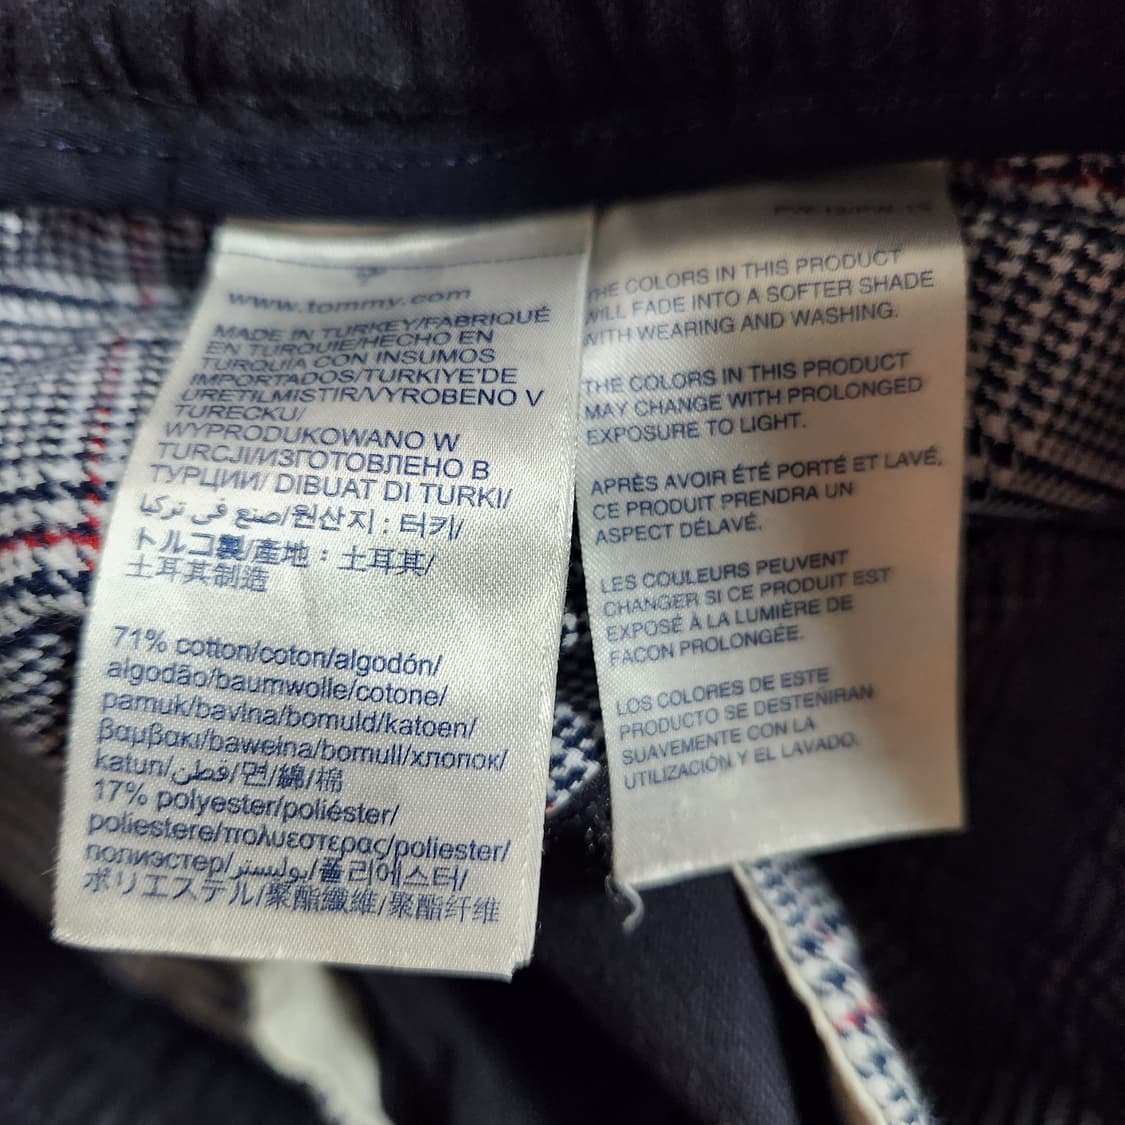 www.tommy.com
MADE IN TURKEY/FABRIQUÉ
EN TURQUIE/HECHO EN
TURQUIA CON INSUMOS
IMPORTADOS/TURKIYE'DE
URETILMISTIR/VYROBENO V
TURECKU/
WYPRODUKOWANO W
TURCJI/ИЗГОТОВЛЕНО В
ТУРЦИИ/ DIBUAT DI TURKI/
صنع في تركيا/원산지 : 터키/
トルコ製/產地：土耳其/
土耳其制造
71% cotton/coton/algodón/
algodão/baumwolle/cotone/
pamuk/bavlna/bomuld/katoen/
βαμβακι/bawełna/bomull/хлопок/
katun/قطن/면/綿/棉
17% polyester/poliéster/
poliestere/πολυεστερας/poliester/
полиэстер/بوليستر/폴리에스터/
ポリエステル/聚酯纖維/聚酯纤维
THE COLORS IN THIS PRODUCT
WILL FADE INTO A SOFTER SHADE
WITH WEARING AND WASHING.
THE COLORS IN THIS PRODUCT
MAY CHANGE WITH PROLONGED
EXPOSURE TO LIGHT.
APRÈS AVOIR ÉTÉ PORTÉ ET LAVÉ,
CE PRODUIT PRENDRA UN
ASPECT DÉLAVÉ.
LES COULEURS PEUVENT
CHANGER SI CE PRODUIT EST
EXPOSÉ À LA LUMIÈRE DE
FACON PROLONGÉE.
LOS COLORES DE ESTE
PRODUCTO SE DESTEÑIRAN
SUAVEMENTE CON LA
UTILIZACIÓN Y EL LAVADO.